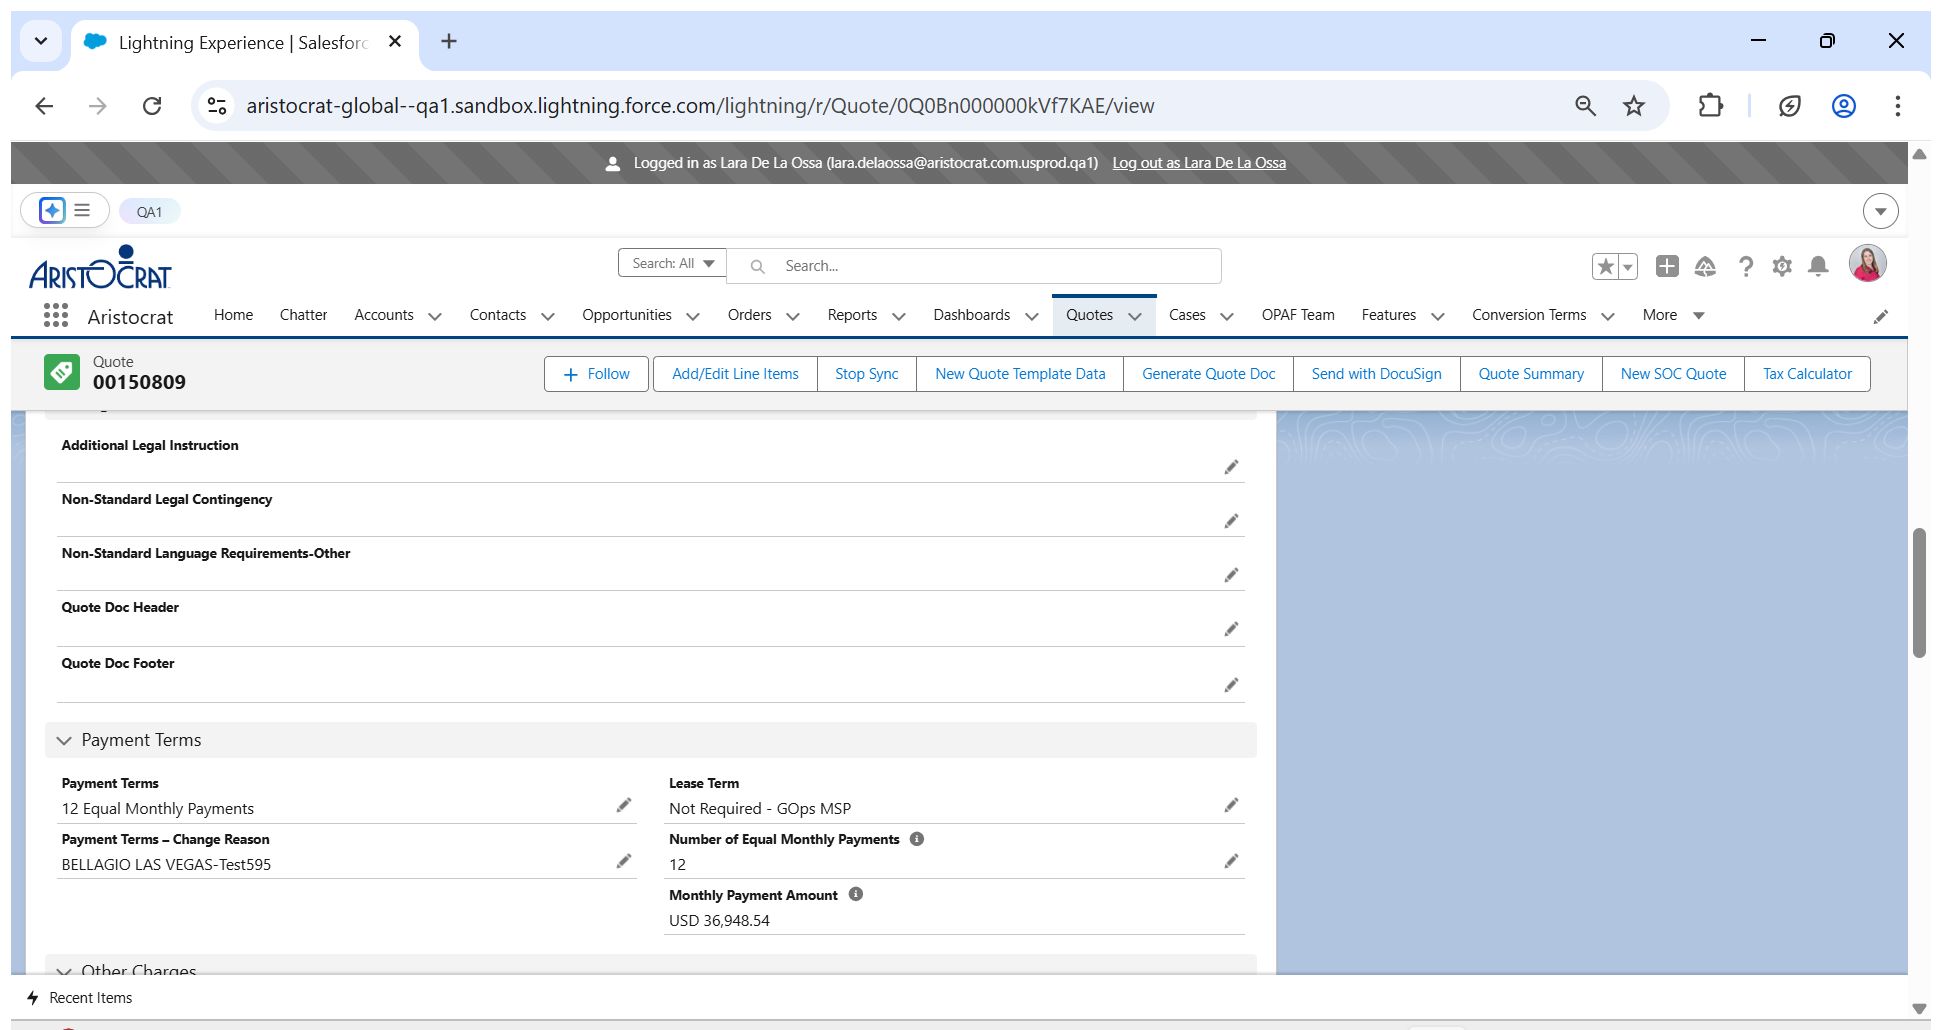 Lightning Experience | Salesforc
aristocrat-global--qa1.sandbox.lightning.force.com/lightning/r/Quote/0Q0Bn000000kVf7KAE/view
Logged in as Lara De La Ossa (lara.delaossa@aristocrat.com.usprod.qa1) Log out as Lara De La Ossa
QA1
ARISTOCRAT
Search: All Search...
Aristocrat Home Chatter Accounts Contacts Opportunities Orders Reports Dashboards Quotes Cases OPAF Team Features Conversion Terms More
Quote
00150809
Follow Add/Edit Line Items Stop Sync New Quote Template Data Generate Quote Doc Send with DocuSign Quote Summary New SOC Quote Tax Calculator
Additional Legal Instruction
Non-Standard Legal Contingency
Non-Standard Language Requirements-Other
Quote Doc Header
Quote Doc Footer
Payment Terms
Payment Terms Lease Term
12 Equal Monthly Payments Not Required - GOps MSP
Payment Terms – Change Reason Number of Equal Monthly Payments
BELLAGIO LAS VEGAS-Test595 12
Monthly Payment Amount
USD 36,948.54
Other Charges
Recent Items